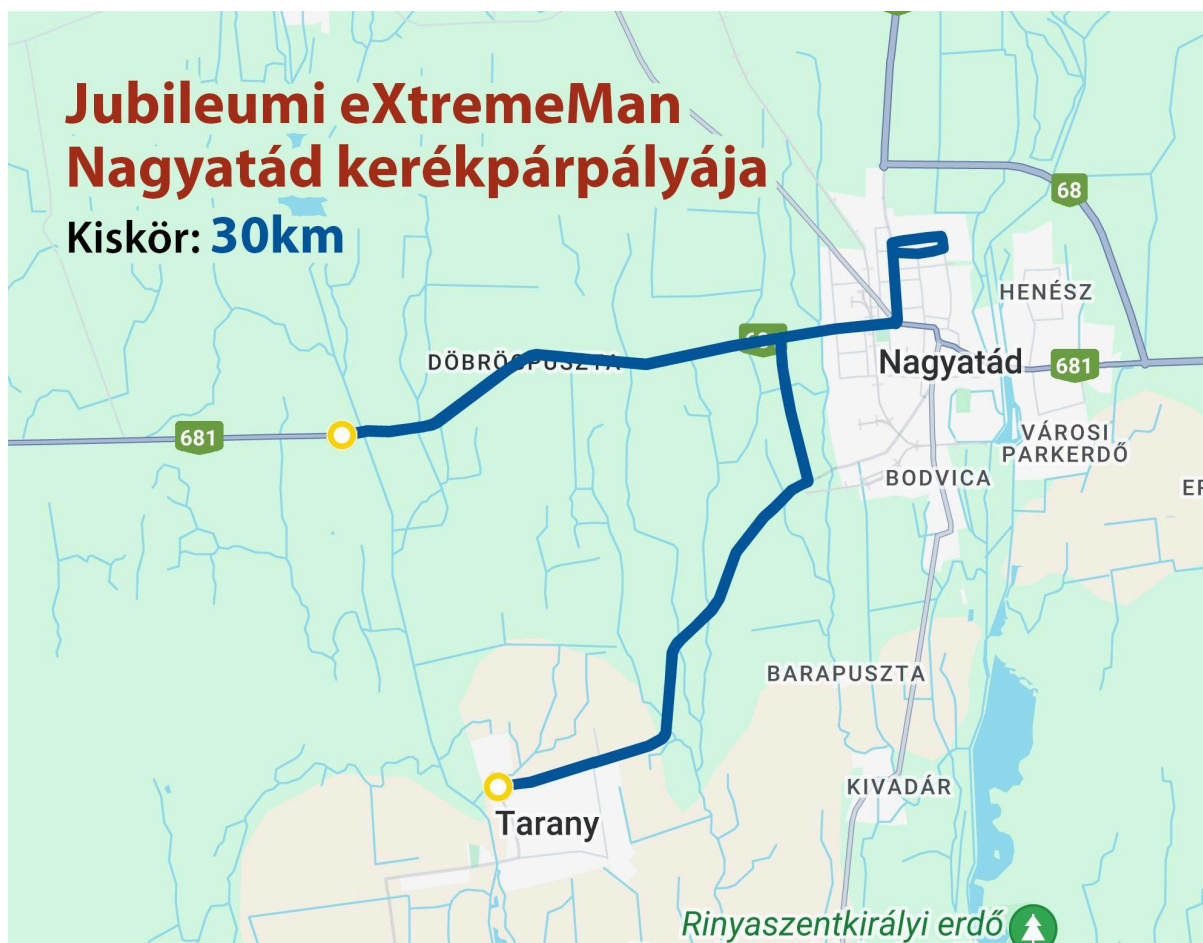 Jubileumi eXtremeMan
Nagyatád kerékpárpályája
Kiskör: 30km
68
HENÉSZ
DÖBRÖGPUSZTA
Nagyatád
681
681
VÁROSI
PARKERDŐ
BODVICA
BARAPUSZTA
KIVADÁR
Tarany
Rinyaszentkirályi erdő